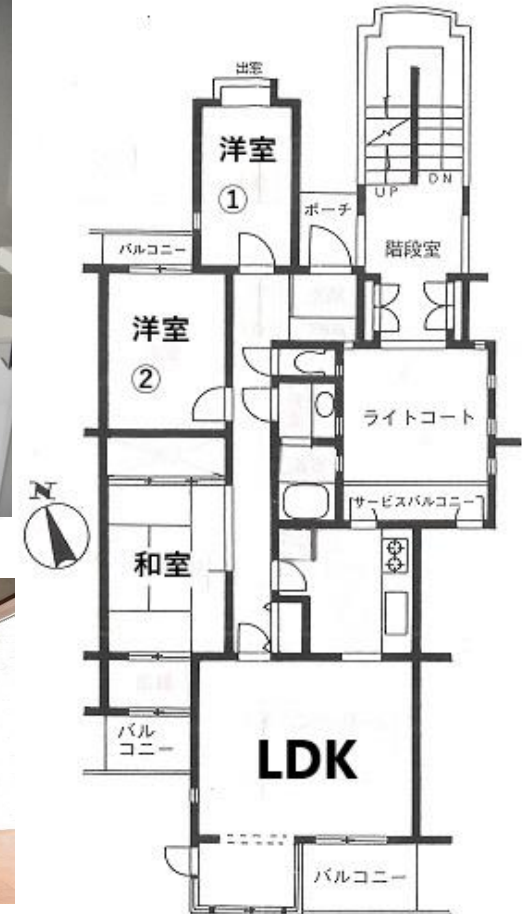 出窓
洋室
①
UP
DN
ポーチ
階段室
バルコニー
洋室
②
ライトコート
サービスバルコニー
N
和室
バル
コニー
LDK
バルコニー